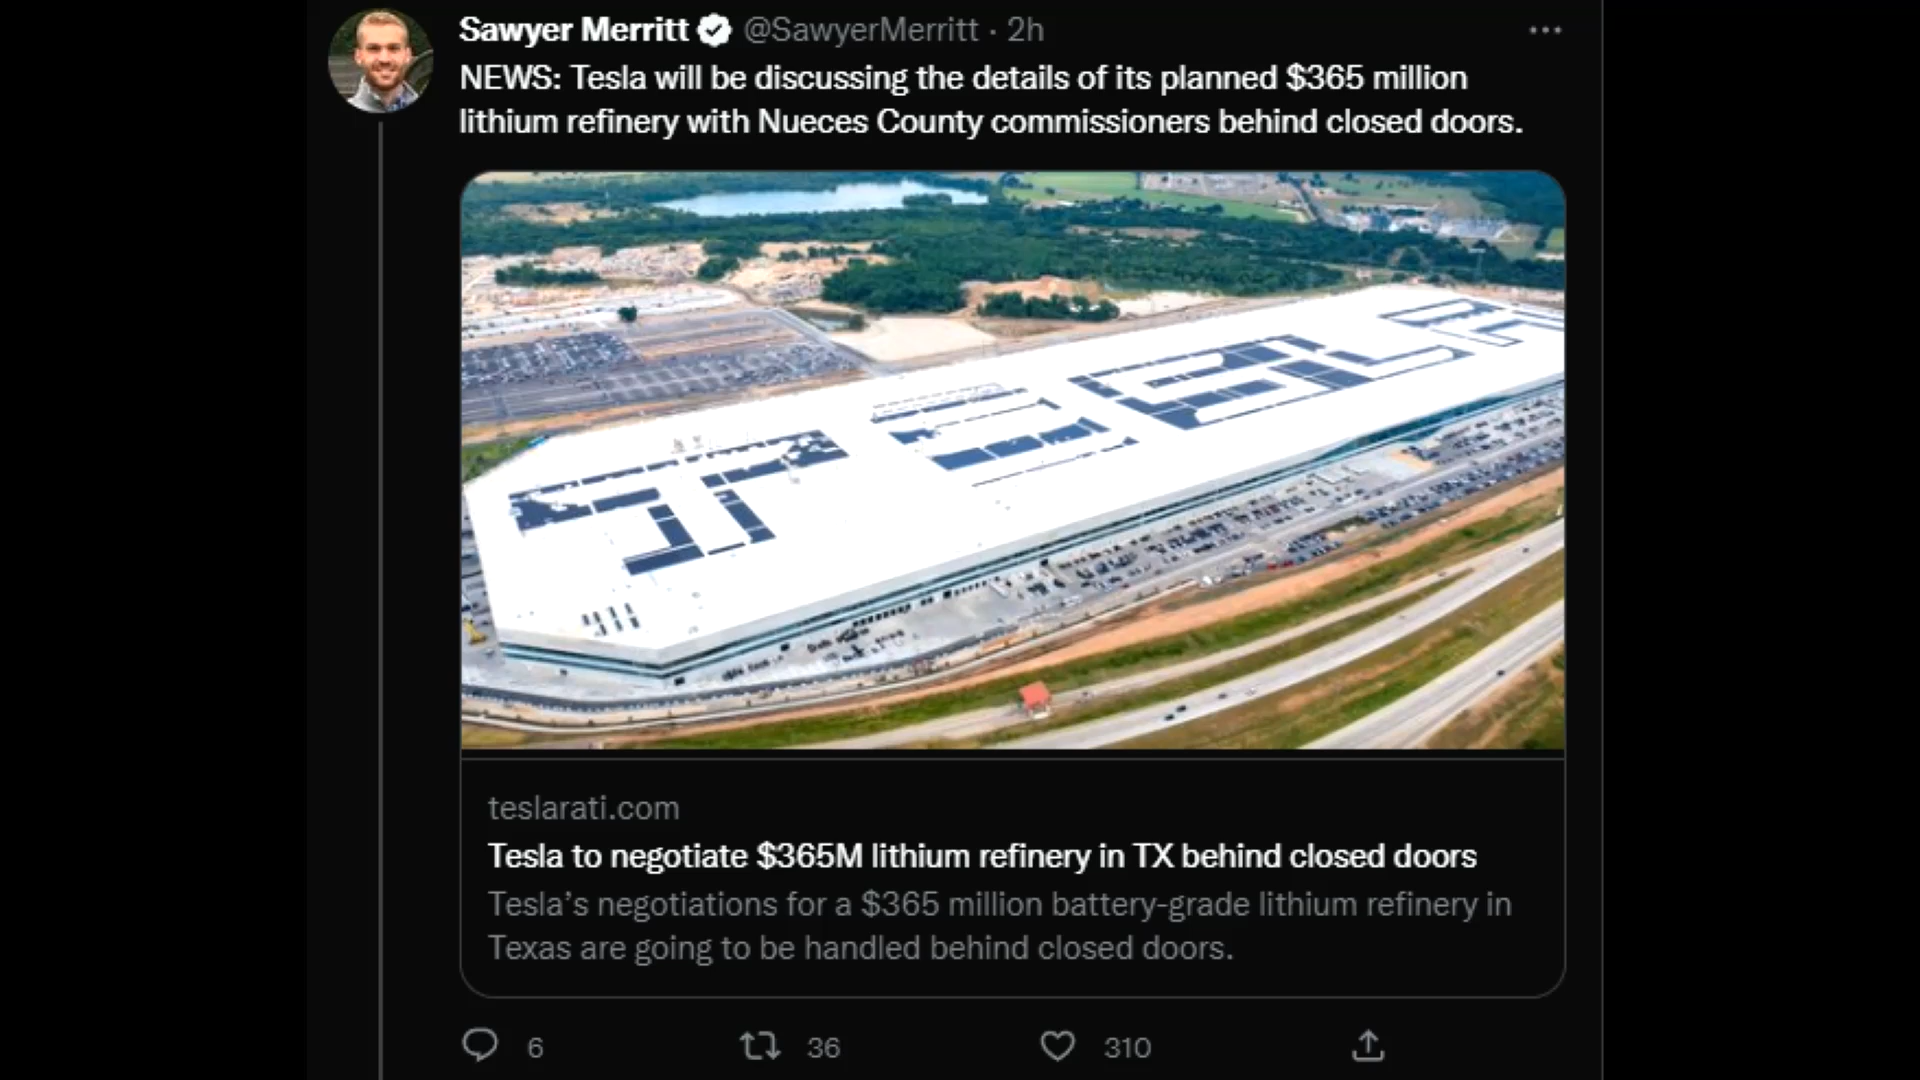 Sawyer Merritt @SawyerMerritt · 2h
NEWS: Tesla will be discussing the details of its planned $365 million
lithium refinery with Nueces County commissioners behind closed doors.
TESLA
teslarati.com
Tesla to negotiate $365M lithium refinery in TX behind closed doors
Tesla’s negotiations for a $365 million battery-grade lithium refinery in
Texas are going to be handled behind closed doors.
6 36 310